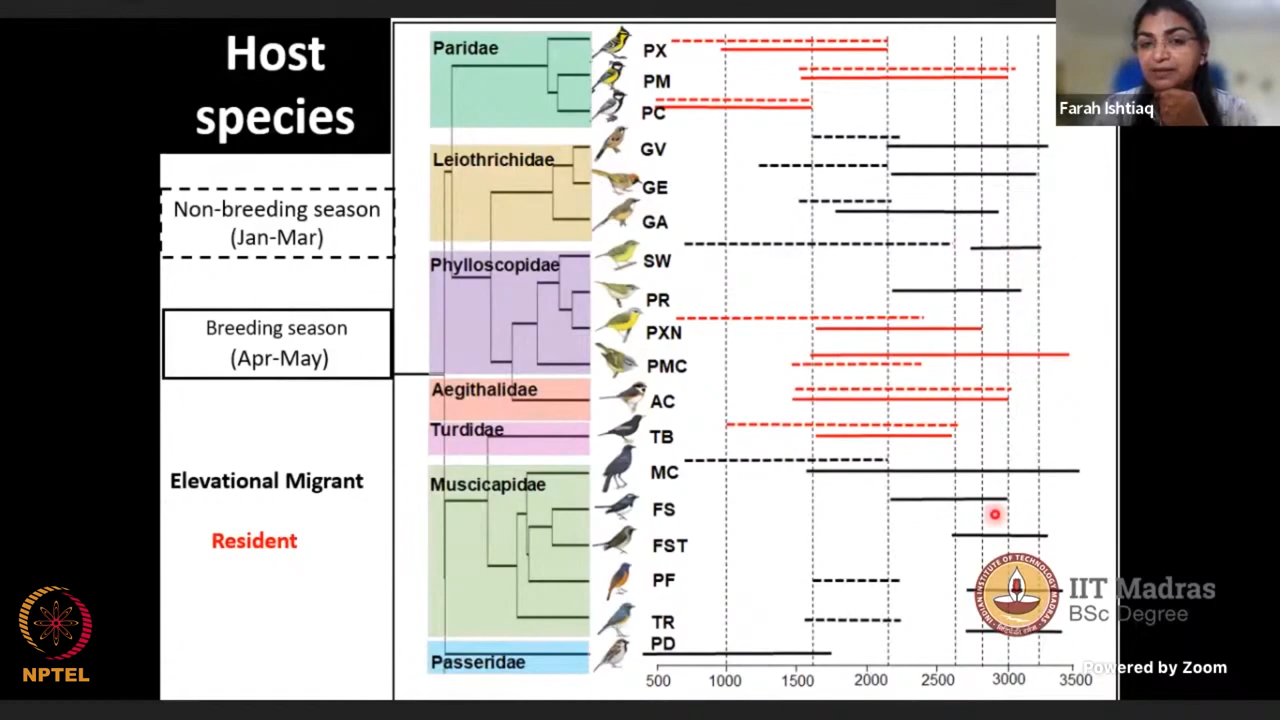 Host
species
Non-breeding season
(Jan-Mar)
Breeding season
(Apr-May)
Elevational Migrant
Resident
NPTEL
Paridae
Leiothrichidae
Phylloscopidae
Aegithalidae
Turdidae
Muscicapidae
Passeridae
PX
PM
PC
GV
GE
GA
SW
PR
PXN
PMC
AC
TB
MC
FS
FST
PF
TR
PD
500 1000 1500 2000 2500 3000 3500
Farah Ishtiaq
IIT Madras
BSc Degree
Powered by Zoom